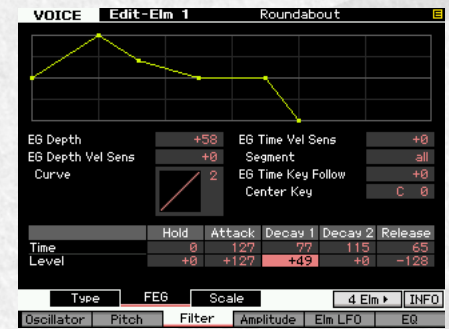 VOICE Edit-Elm 1 Roundabout E
EG Depth +58 EG Time Vel Sens +0
EG Depth Vel Sens +0 Segment all
Curve 2 EG Time Key Follow +0
Center Key C 0
Hold Attack Decay 1 Decay 2 Release
Time 0 127 77 115 65
Level +0 +127 +49 +0 -128
Type FEG Scale 4 Elm INFO
Oscillator Pitch Filter Amplitude Elm LFO EQ